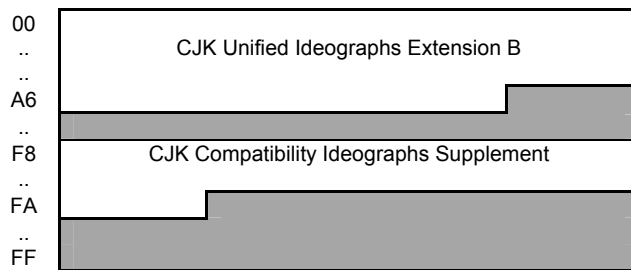 00
.. CJK Unified Ideographs Extension B
..
A6
..
F8 CJK Compatibility Ideographs Supplement
..
FA
..
FF